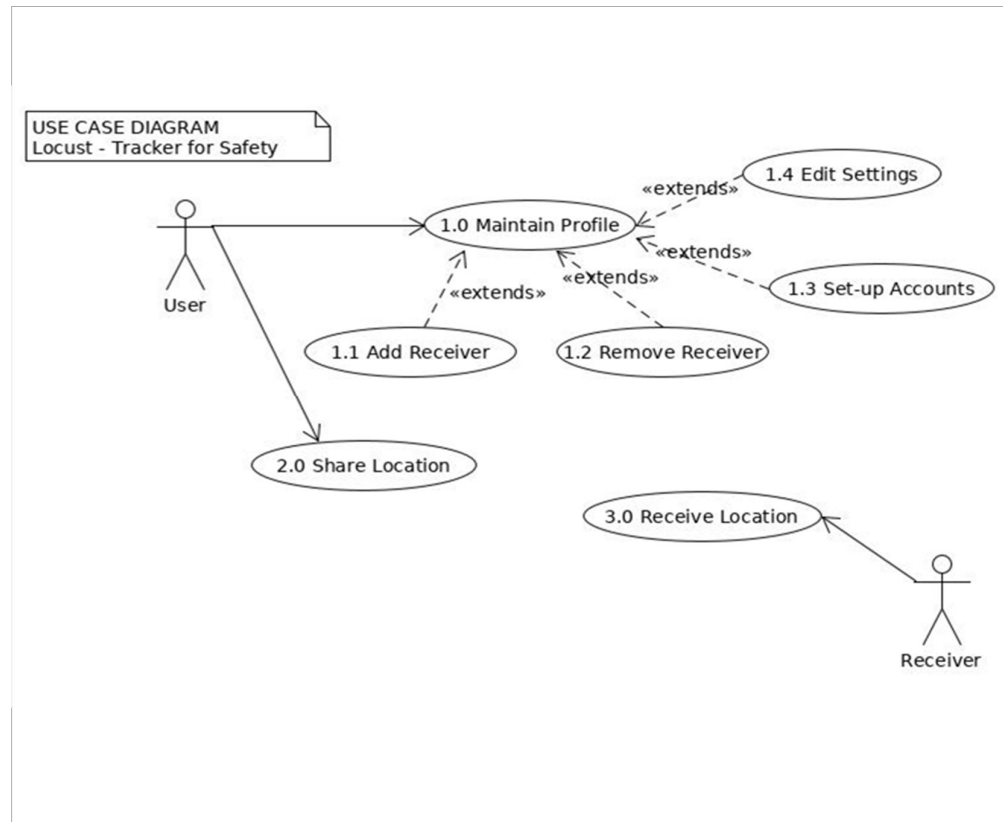 USE CASE DIAGRAM
Locust - Tracker for Safety
1.4 Edit Settings
«extends»
1.0 Maintain Profile
«extends»
1.3 Set-up Accounts
«extends»
«extends»
User
1.1 Add Receiver
1.2 Remove Receiver
2.0 Share Location
3.0 Receive Location
Receiver